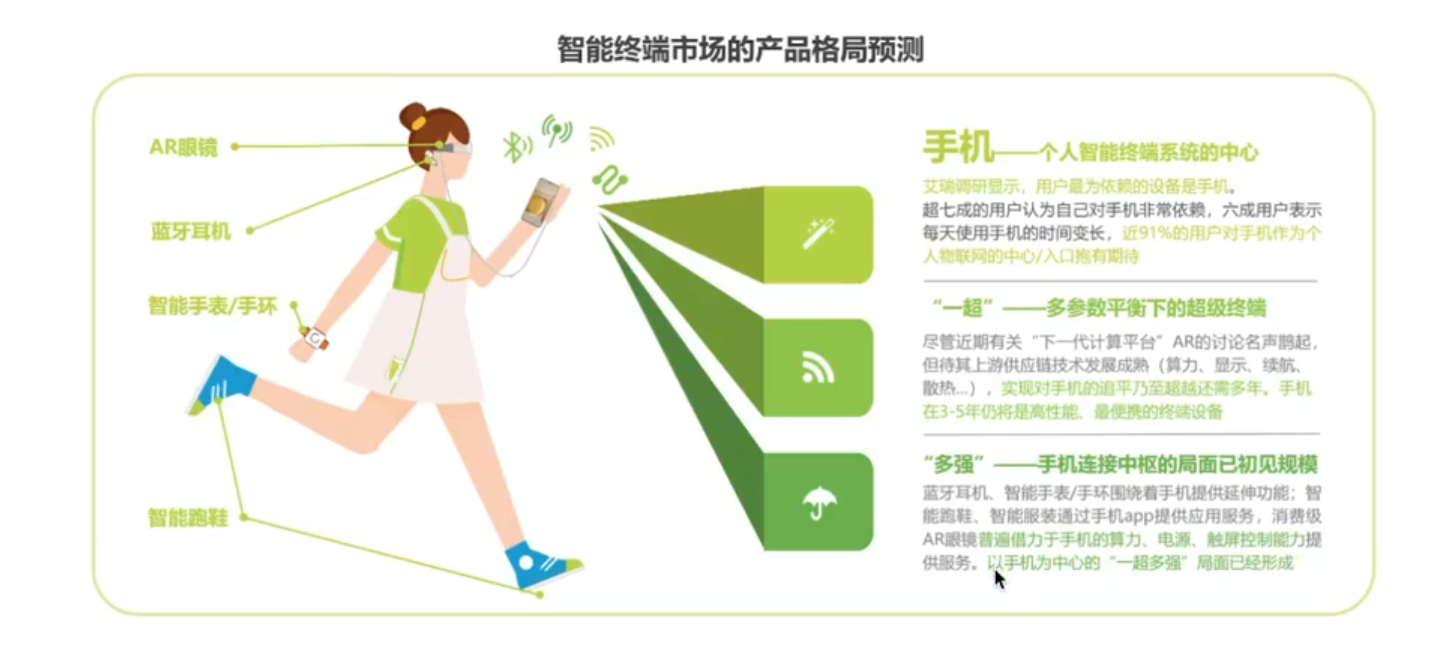 智能终端市场的产品格局预测
AR眼镜
蓝牙耳机
智能手表/手环
智能跑鞋
手机——个人智能终端系统的中心
艾瑞调研显示，用户最为依赖的设备是手机。
超七成的用户认为自己对手机非常依赖，六成用户表示
每天使用手机的时间变长，近91%的用户对手机作为个
人物联网的中心/入口抱有期待
“一超”——多参数平衡下的超级终端
尽管近期有关“下一代计算平台”AR的讨论名声鹊起，
但待其上游供应链技术发展成熟（算力、显示、续航、
散热...），实现对手机的追平乃至超越还需多年。手机
在3-5年仍将是高性能、最便携的终端设备
“多强”——手机连接中枢的局面已初见规模
蓝牙耳机、智能手表/手环围绕着手机提供延伸功能；智
能跑鞋、智能服装通过手机app提供应用服务，消费级
AR眼镜普遍借力于手机的算力、电源、触屏控制能力提
供服务。以手机为中心的“一超多强”局面已经形成